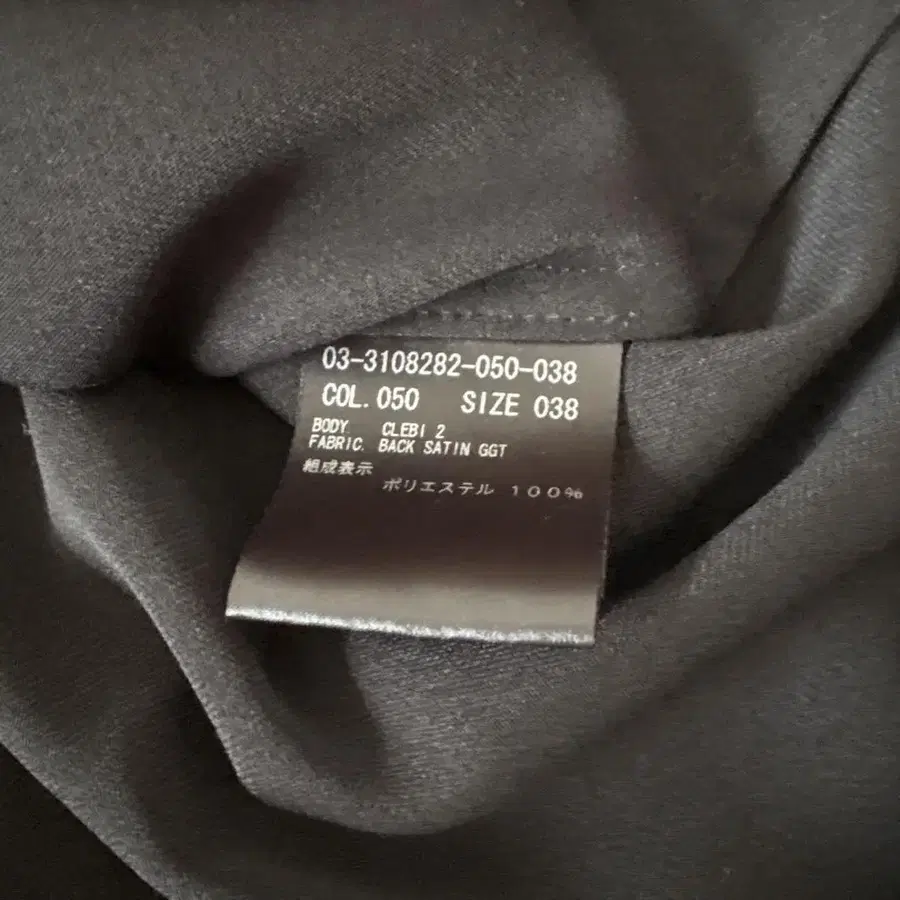 03-3108282-050-038
COL. 050 SIZE 038
BODY. CLEBI 2
FABRIC. BACK SATIN GGT
組成表示
ポリエステル 100%